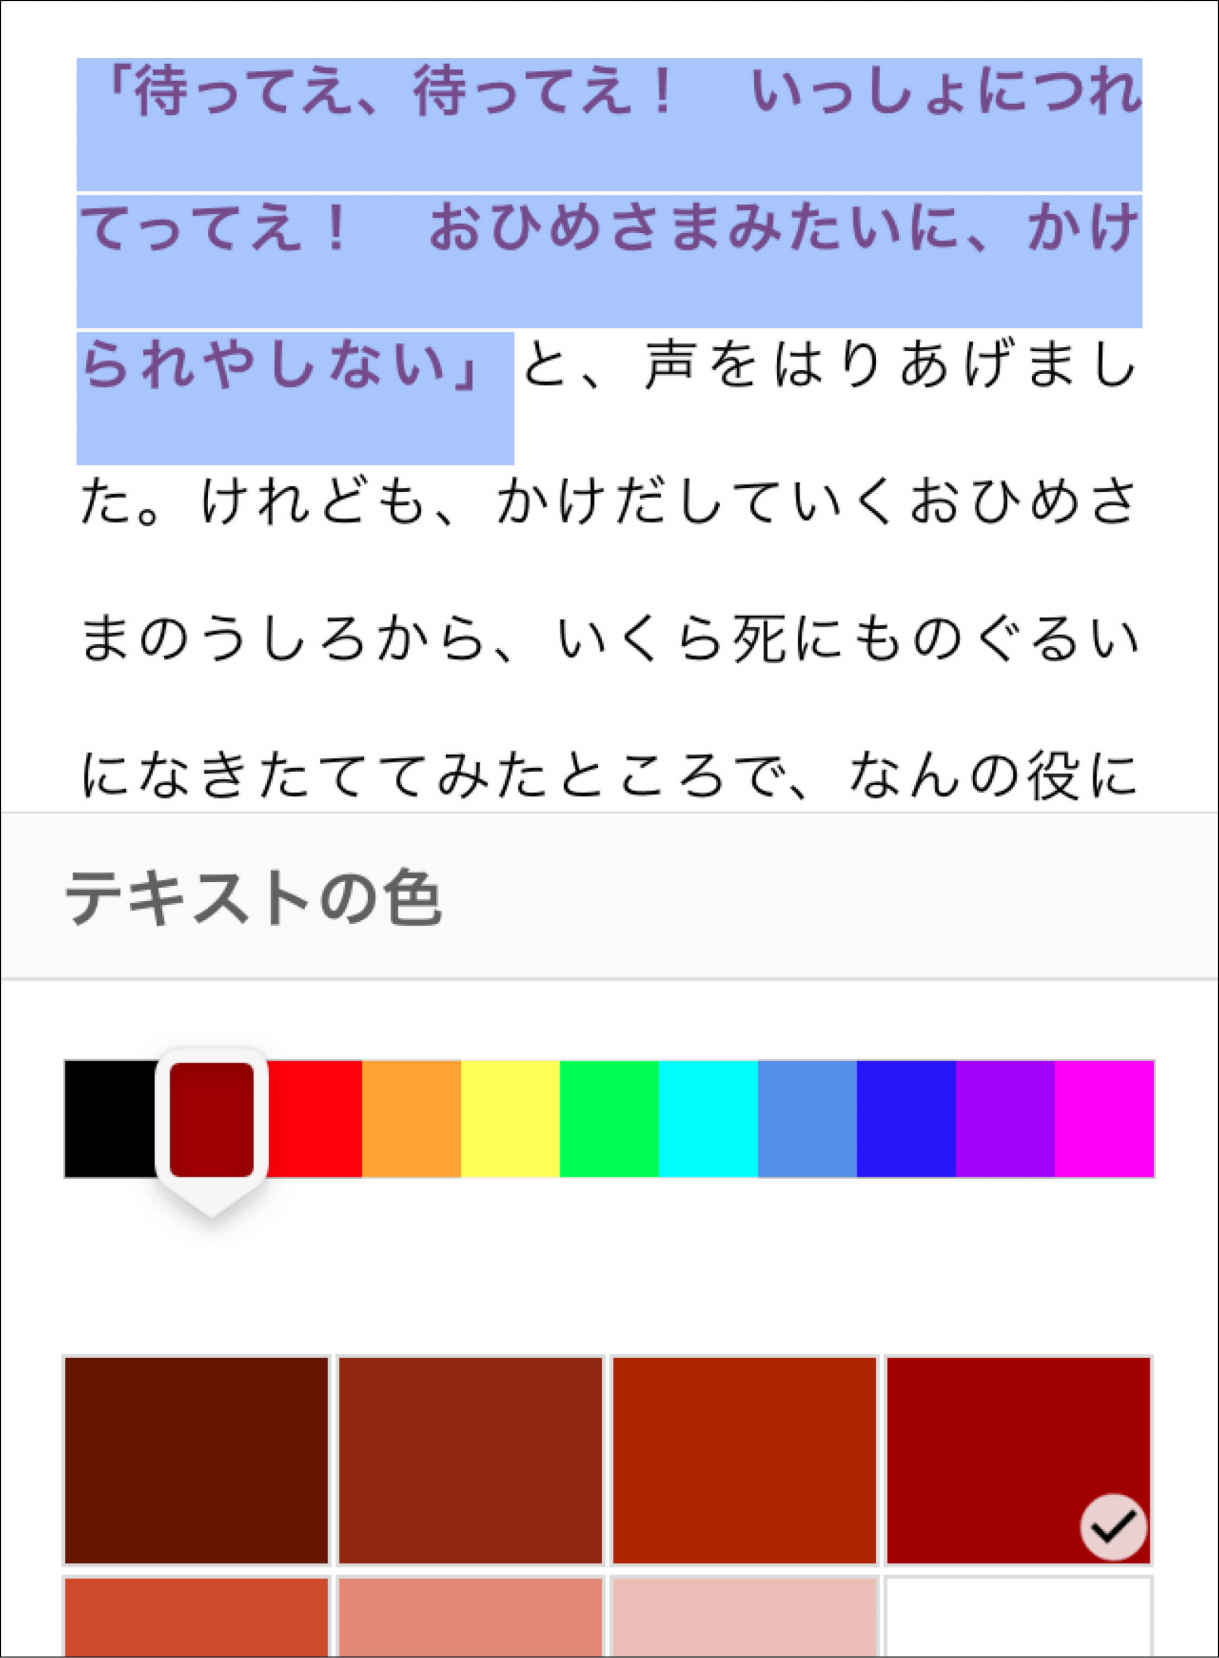 「待ってえ、待ってえ！　いっしょにつれ
てってえ！　おひめさまみたいに、かけ
られやしない」と、声をはりあげまし
た。けれども、かけだしていくおひめさ
まのうしろから、いくら死にものぐるい
になきたててみたところで、なんの役に
テキストの色